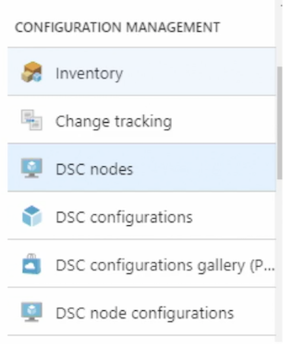 CONFIGURATION MANAGEMENT
Inventory
Change tracking
DSC nodes
DSC configurations
DSC configurations gallery (P...
DSC node configurations